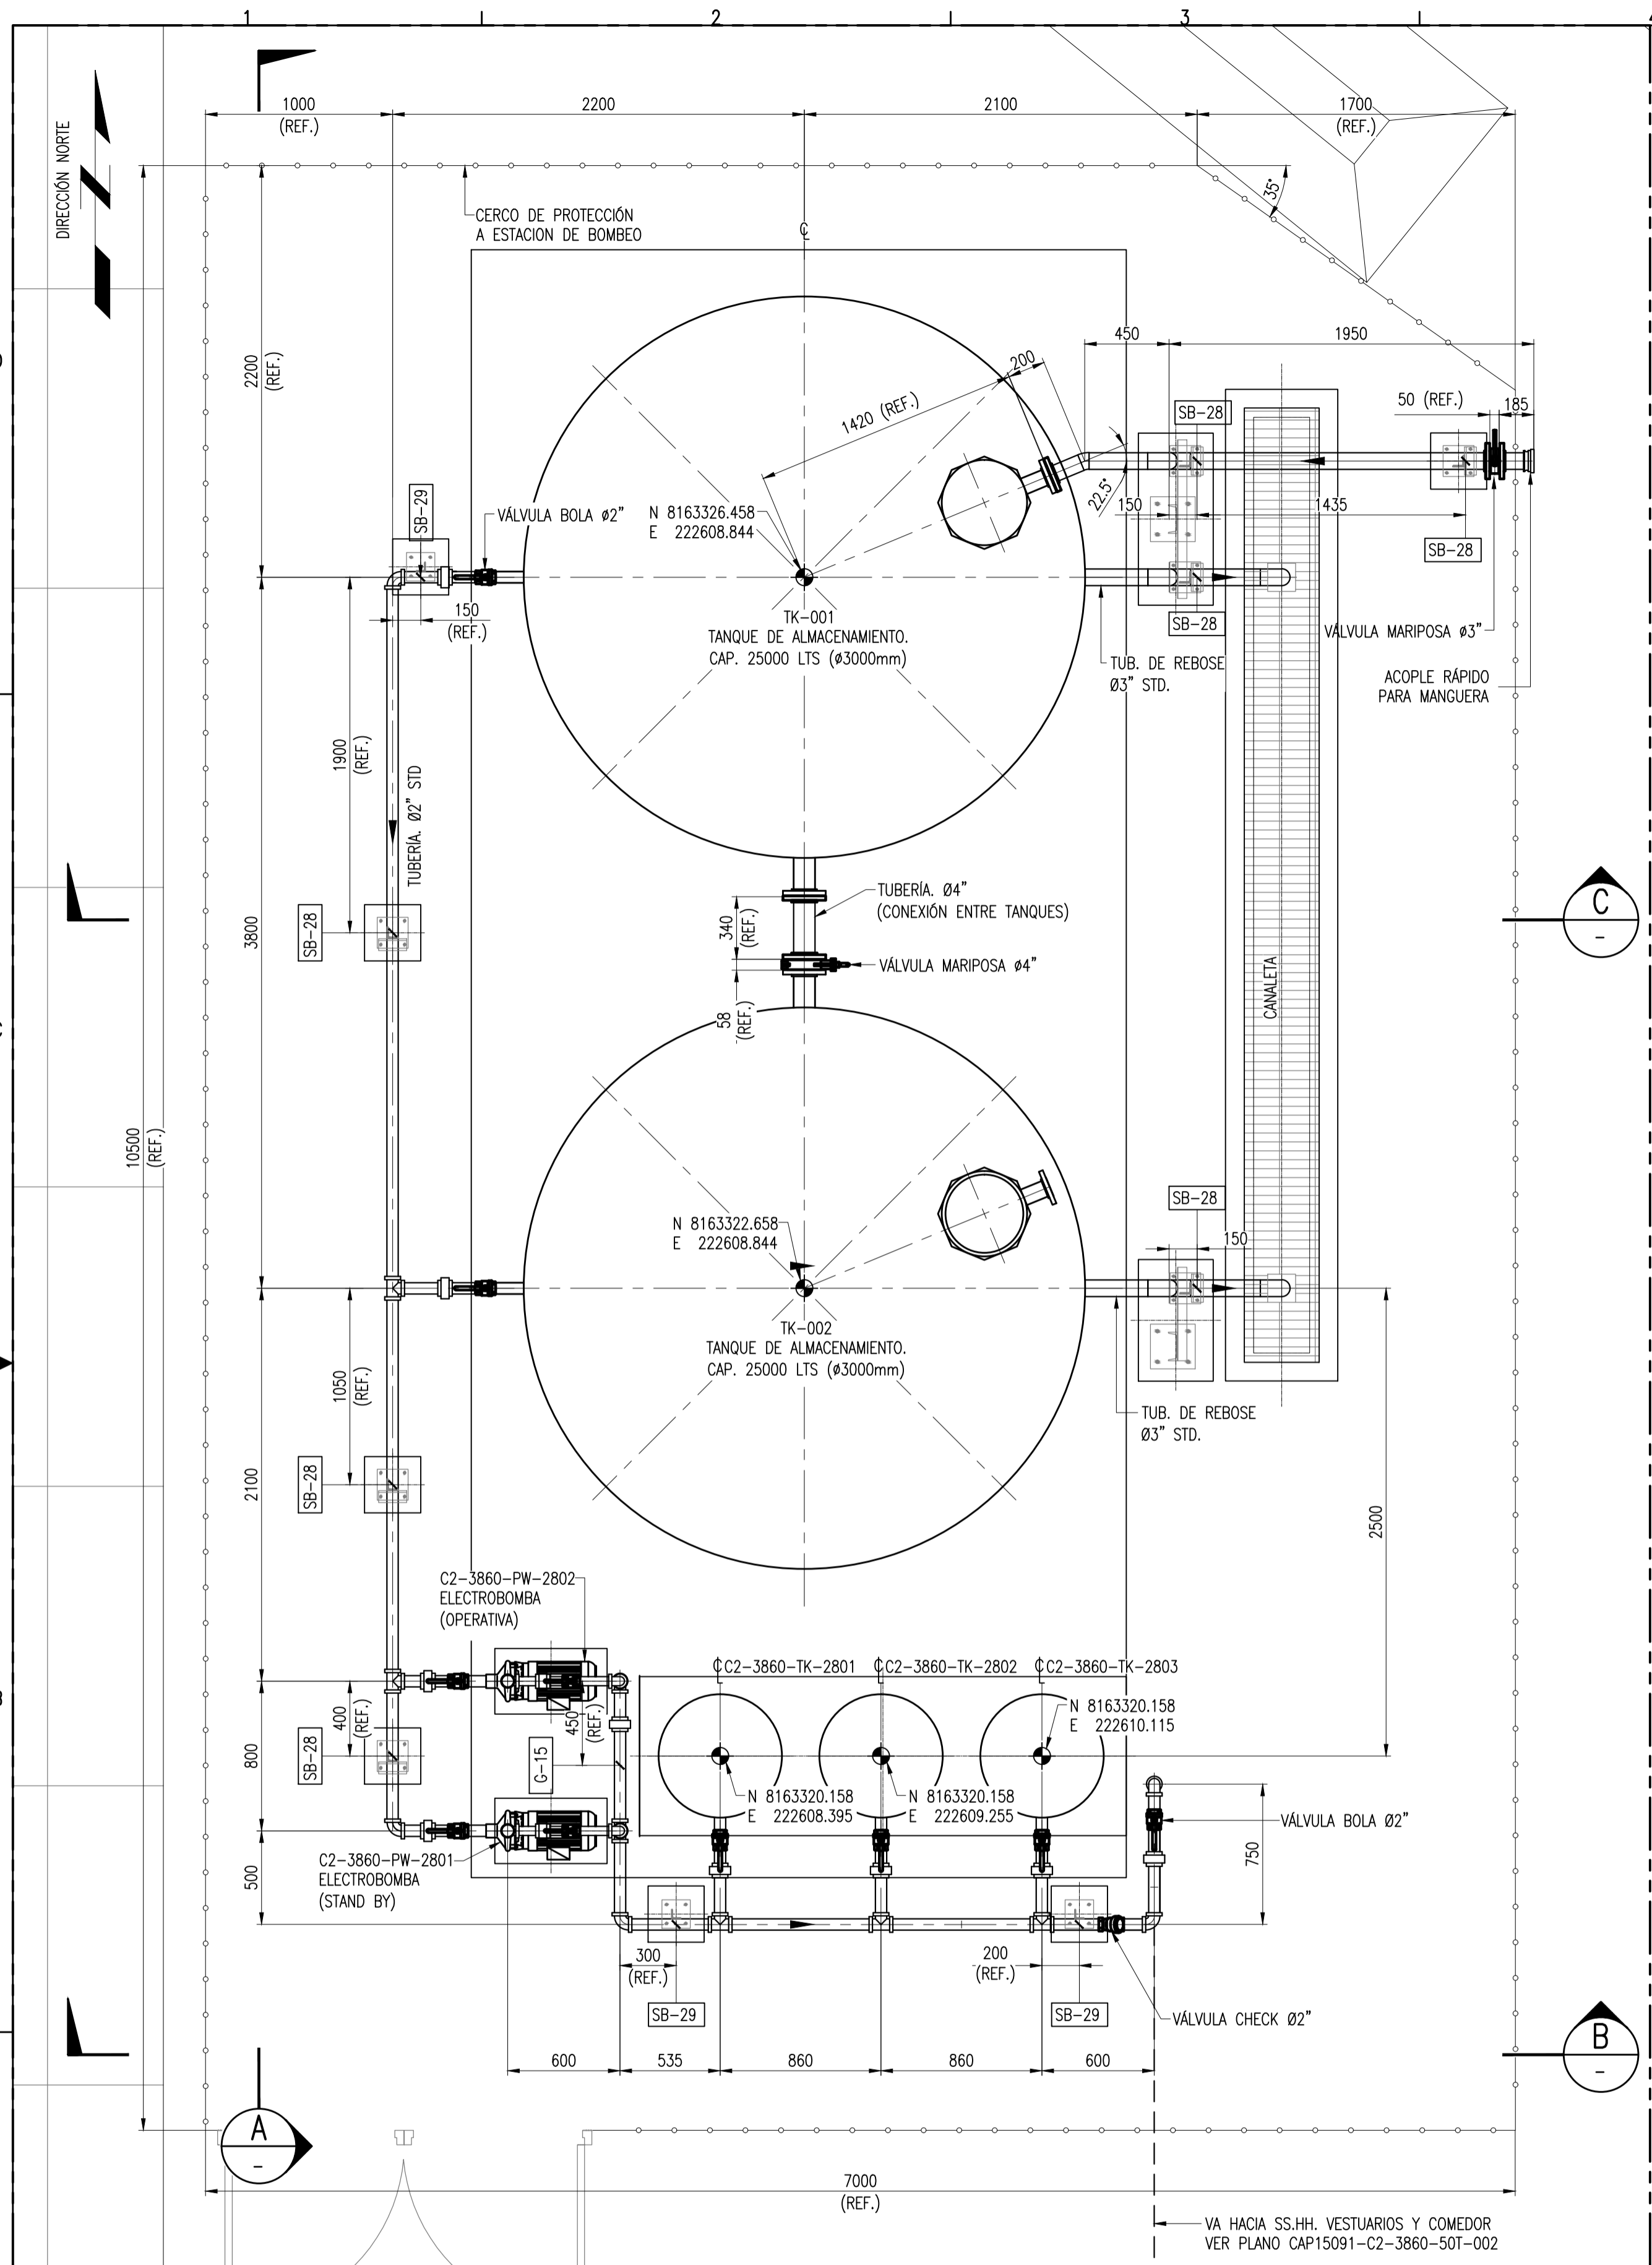 1
2
3
1000
(REF.)
2200
2100
1700
(REF.)
DIRECCIÓN NORTE
35°
CERCO DE PROTECCIÓN
A ESTACION DE BOMBEO
2200
(REF.)
450
1950
200
1420 (REF.)
SB-28
50 (REF.)
185
22.5°
150
1435
SB-28
SB-29
VÁLVULA BOLA ø2"
N 8163326.458
E 222608.844
150
(REF.)
TK-001
TANQUE DE ALMACENAMIENTO.
CAP. 25000 LTS (ø3000mm)
SB-28
VÁLVULA MARIPOSA ø3"
TUB. DE REBOSE
Ø3" STD.
ACOPLE RÁPIDO
PARA MANGUERA
1900
(REF.)
TUBERÍA. Ø2" STD
TUBERÍA. Ø4"
(CONEXIÓN ENTRE TANQUES)
340
(REF.)
3800
SB-28
VÁLVULA MARIPOSA ø4"
58
(REF.)
CANALETA
C
-
10500
(REF.)
SB-28
150
N 8163322.658
E 222608.844
TK-002
TANQUE DE ALMACENAMIENTO.
CAP. 25000 LTS (ø3000mm)
1050
(REF.)
TUB. DE REBOSE
Ø3" STD.
2100
SB-28
2500
C2-3860-PW-2802
ELECTROBOMBA
(OPERATIVA)
℄ C2-3860-TK-2801
℄ C2-3860-TK-2802
℄ C2-3860-TK-2803
N 8163320.158
E 222610.115
400
(REF.)
450
(REF.)
800
SB-28
G-15
N 8163320.158
E 222608.395
N 8163320.158
E 222609.255
VÁLVULA BOLA Ø2"
750
C2-3860-PW-2801
ELECTROBOMBA
(STAND BY)
500
300
(REF.)
200
(REF.)
SB-29
SB-29
VÁLVULA CHECK Ø2"
B
-
600
535
860
860
600
A
-
7000
(REF.)
VA HACIA SS.HH. VESTUARIOS Y COMEDOR
VER PLANO CAP15091-C2-3860-50T-002